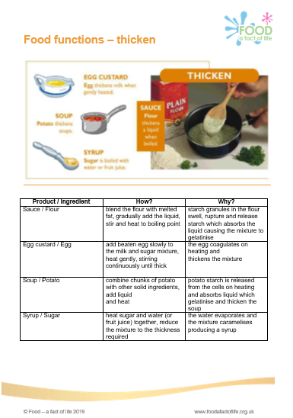 FOOD
a fact of life
Food functions – thicken
EGG CUSTARD
Egg thickens milk when
gently heated.
SOUP
Potato thickens
soups.
SYRUP
Sugar is boiled with
water or fruit juice.
THICKEN
SAUCE
Flour
thickens
a liquid
when
boiled.
PLAIN
FLOUR
Product / Ingredient How? Why?
Sauce / Flour
blend the flour with melted
fat, gradually add the liquid,
stir and heat to boiling point
starch granules in the flour
swell, rupture and release
starch which absorbs the
liquid causing the mixture to
gelatinise
Egg custard / Egg
add beaten egg slowly to
the milk and sugar mixture,
heat gently, stirring
continuously until thick
the egg coagulates on
heating and
thickens the mixture
Soup / Potato
combine chunks of potato
with other solid ingredients,
add liquid
and heat
potato starch is released
from the cells on heating
and absorbs liquid which
gelatinise and thicken the
soup
Syrup / Sugar
heat sugar and water (or
fruit juice) together, reduce
the mixture to the thickness
required
the water evaporates and
the mixture caramelises
producing a syrup
© Food – a fact of life 2019
www.foodafactoflife.org.uk